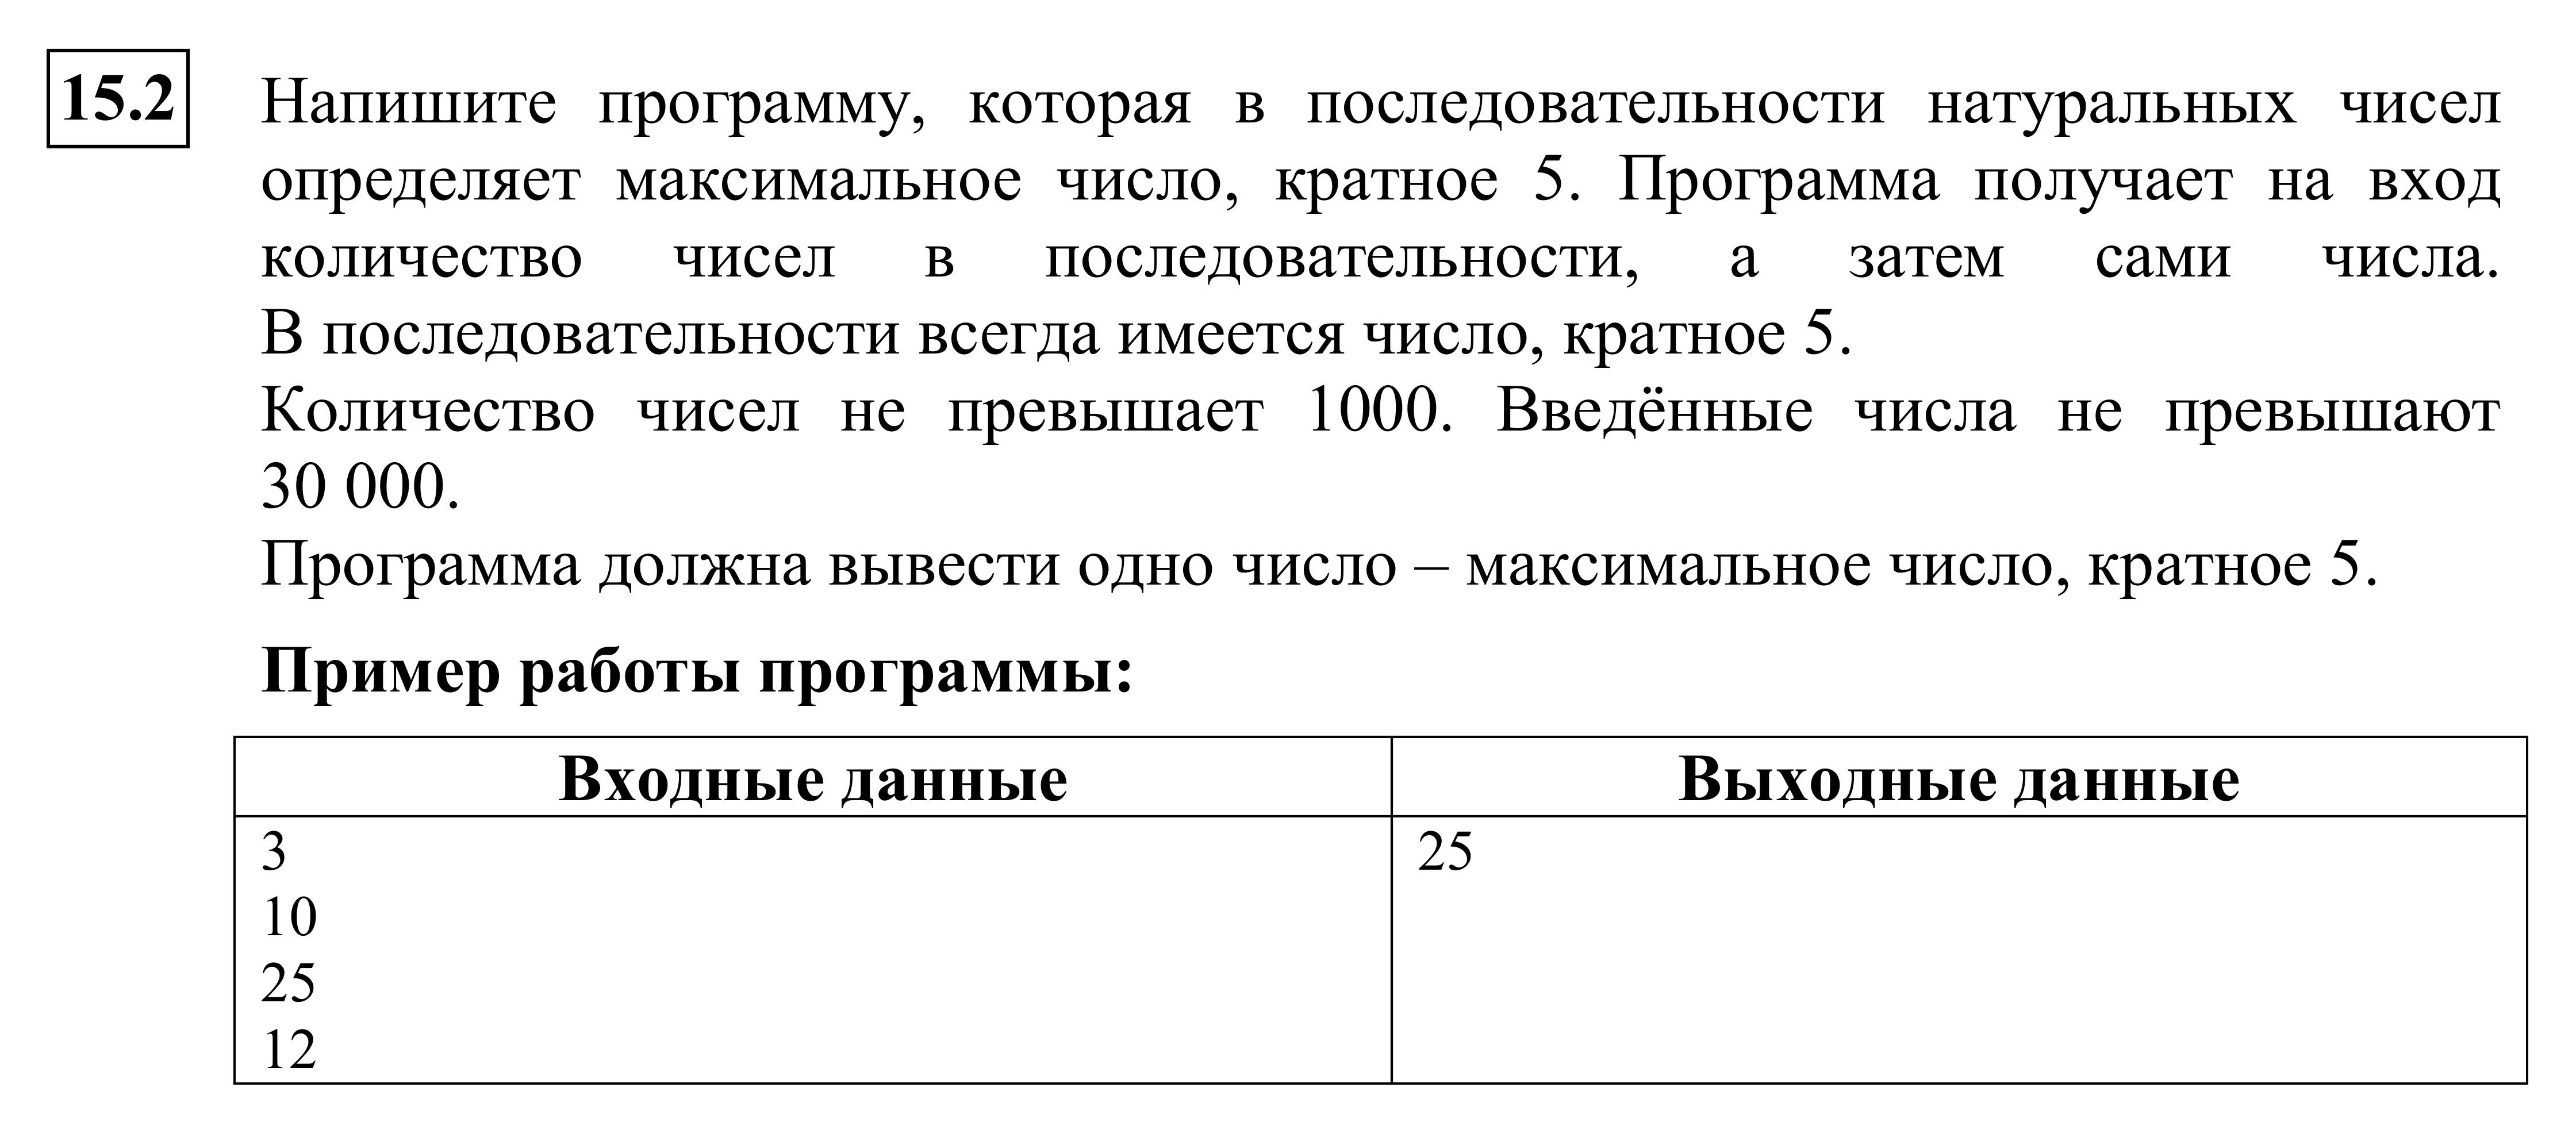 15.2
Напишите программу, которая в последовательности натуральных чисел
определяет максимальное число, кратное 5. Программа получает на вход
количество чисел в последовательности, а затем сами числа.
В последовательности всегда имеется число, кратное 5.
Количество чисел не превышает 1000. Введённые числа не превышают
30 000.
Программа должна вывести одно число – максимальное число, кратное 5.
Пример работы программы:
Входные данные Выходные данные
3 25
10
25
12